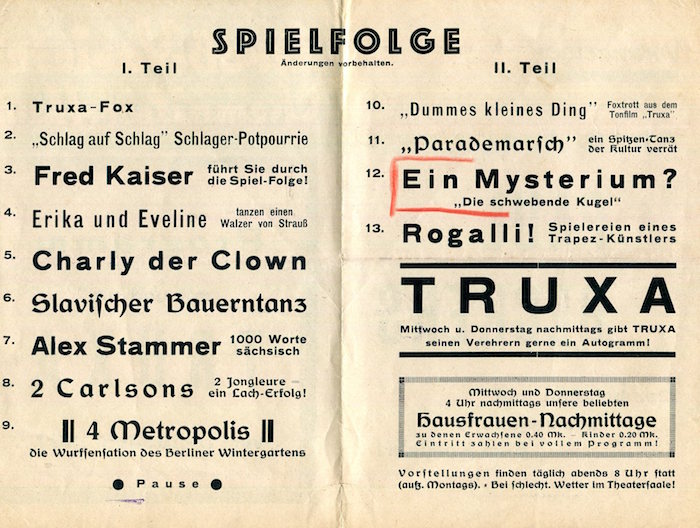 SPIELFOLGE
Änderungen vorbehalten.
I. Teil
1. Truxa-Fox
2. „Schlag auf Schlag" Schlager-Potpourrie
3. Fred Kaiser führt Sie durch
die Spiel-Folge!
4. Erika und Eveline tanzen einen
Walzer von Strauß
5. Charly der Clown
6. Slavischer Bauerntanz
7. Alex Stammer 1000 Worte
sächsisch
8. 2 Carlsons 2 Jongleure –
ein Lach-Erfolg!
9. || 4 Metropolis ||
die Wurfsensation des Berliner Wintergartens
● Pause ●
II. Teil
10. „Dummes kleines Ding" Foxtrott aus dem
Tonfilm „Truxa"
11. „Parademarsch" ein Spitzen-Tanz
der Kultur verrät
12. Ein Mysterium?
„Die schwebende Kugel"
13. Rogalli! Spielereien eines
Trapez-Künstlers
TRUXA
Mittwoch u. Donnerstag nachmittags gibt TRUXA
seinen Verehrern gerne ein Autogramm!
Mittwoch und Donnerstag
4 Uhr nachmittags unsere beliebten
Hausfrauen-Nachmittage
zu denen Erwachsene 0.40 Mk. – Kinder 0.20 Mk.
Eintritt zahlen bei vollem Programm!
Vorstellungen finden täglich abends 8 Uhr statt
(auß. Montags). • Bei schlecht. Wetter im Theatersaale!